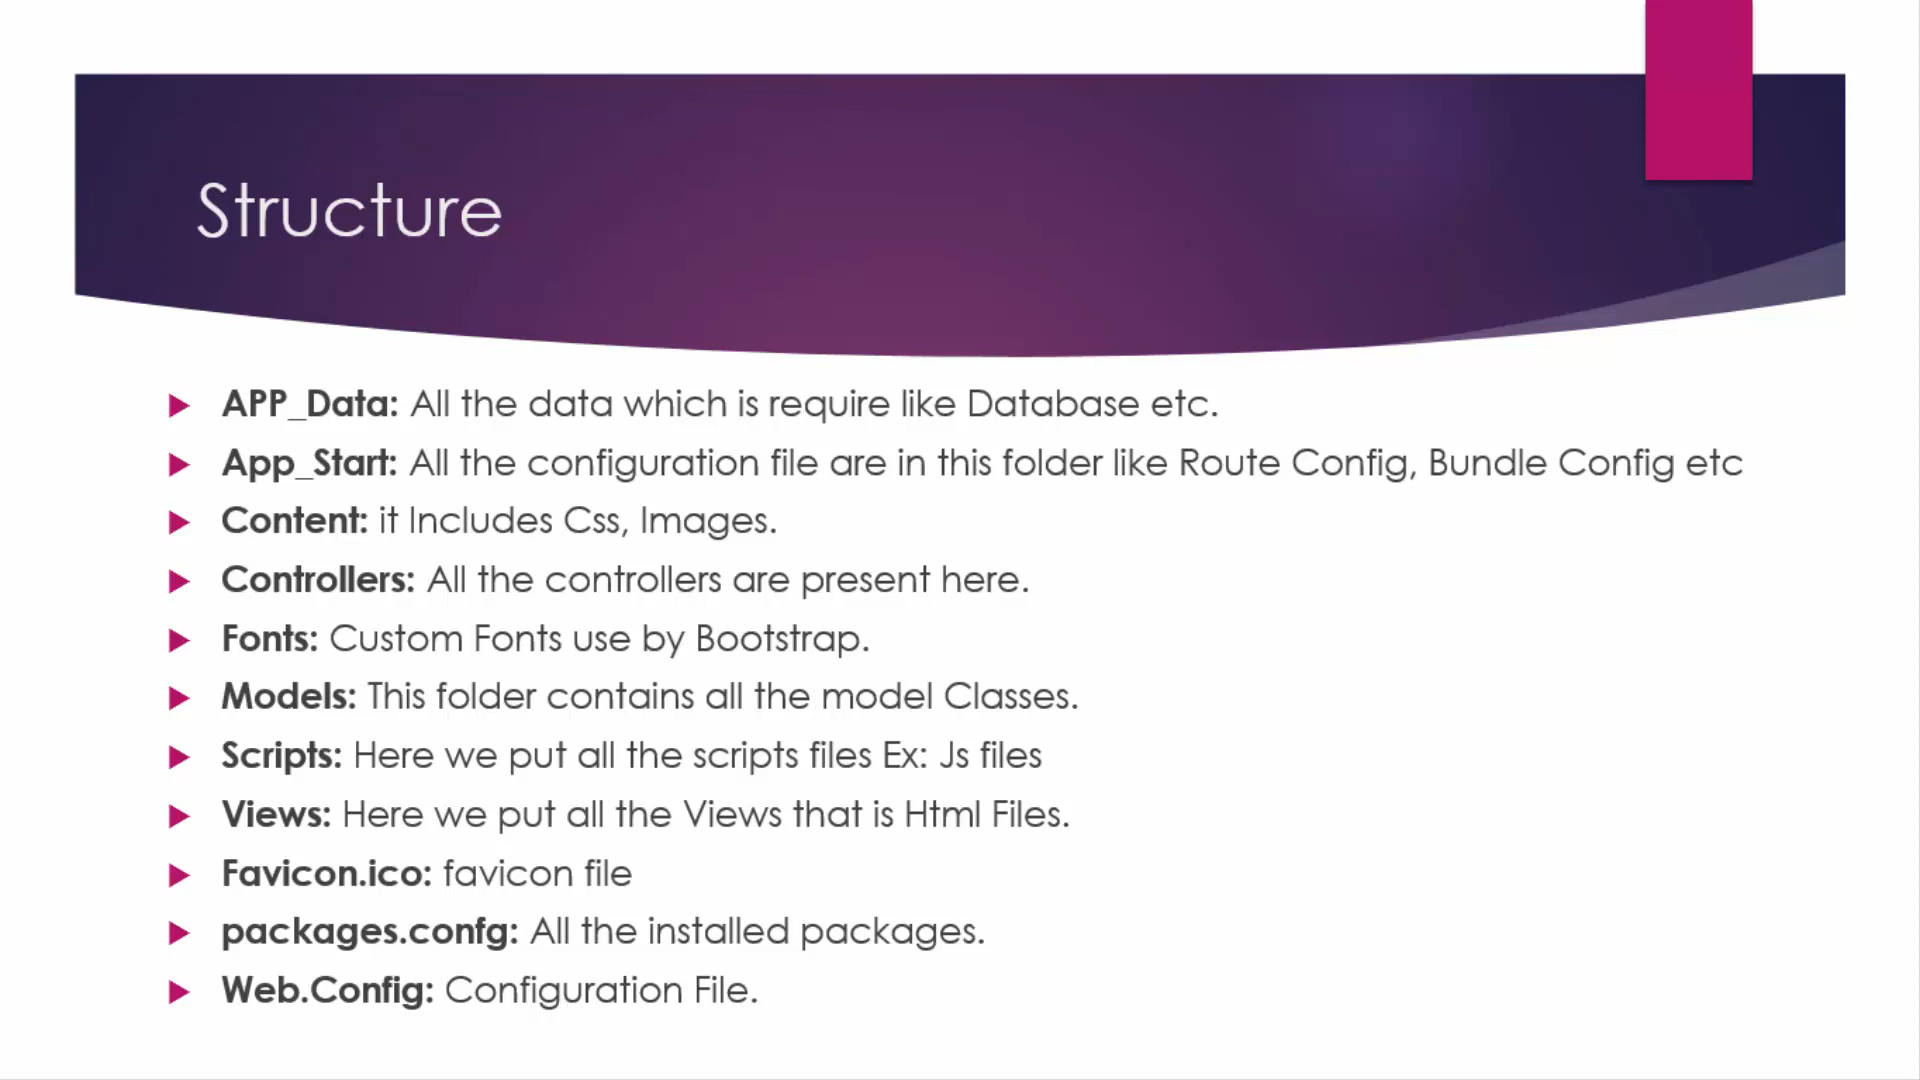 Structure
APP_Data: All the data which is require like Database etc.
App_Start: All the configuration file are in this folder like Route Config, Bundle Config etc
Content: it Includes Css, Images.
Controllers: All the controllers are present here.
Fonts: Custom Fonts use by Bootstrap.
Models: This folder contains all the model Classes.
Scripts: Here we put all the scripts files Ex: Js files
Views: Here we put all the Views that is Html Files.
Favicon.ico: favicon file
packages.confg: All the installed packages.
Web.Config: Configuration File.